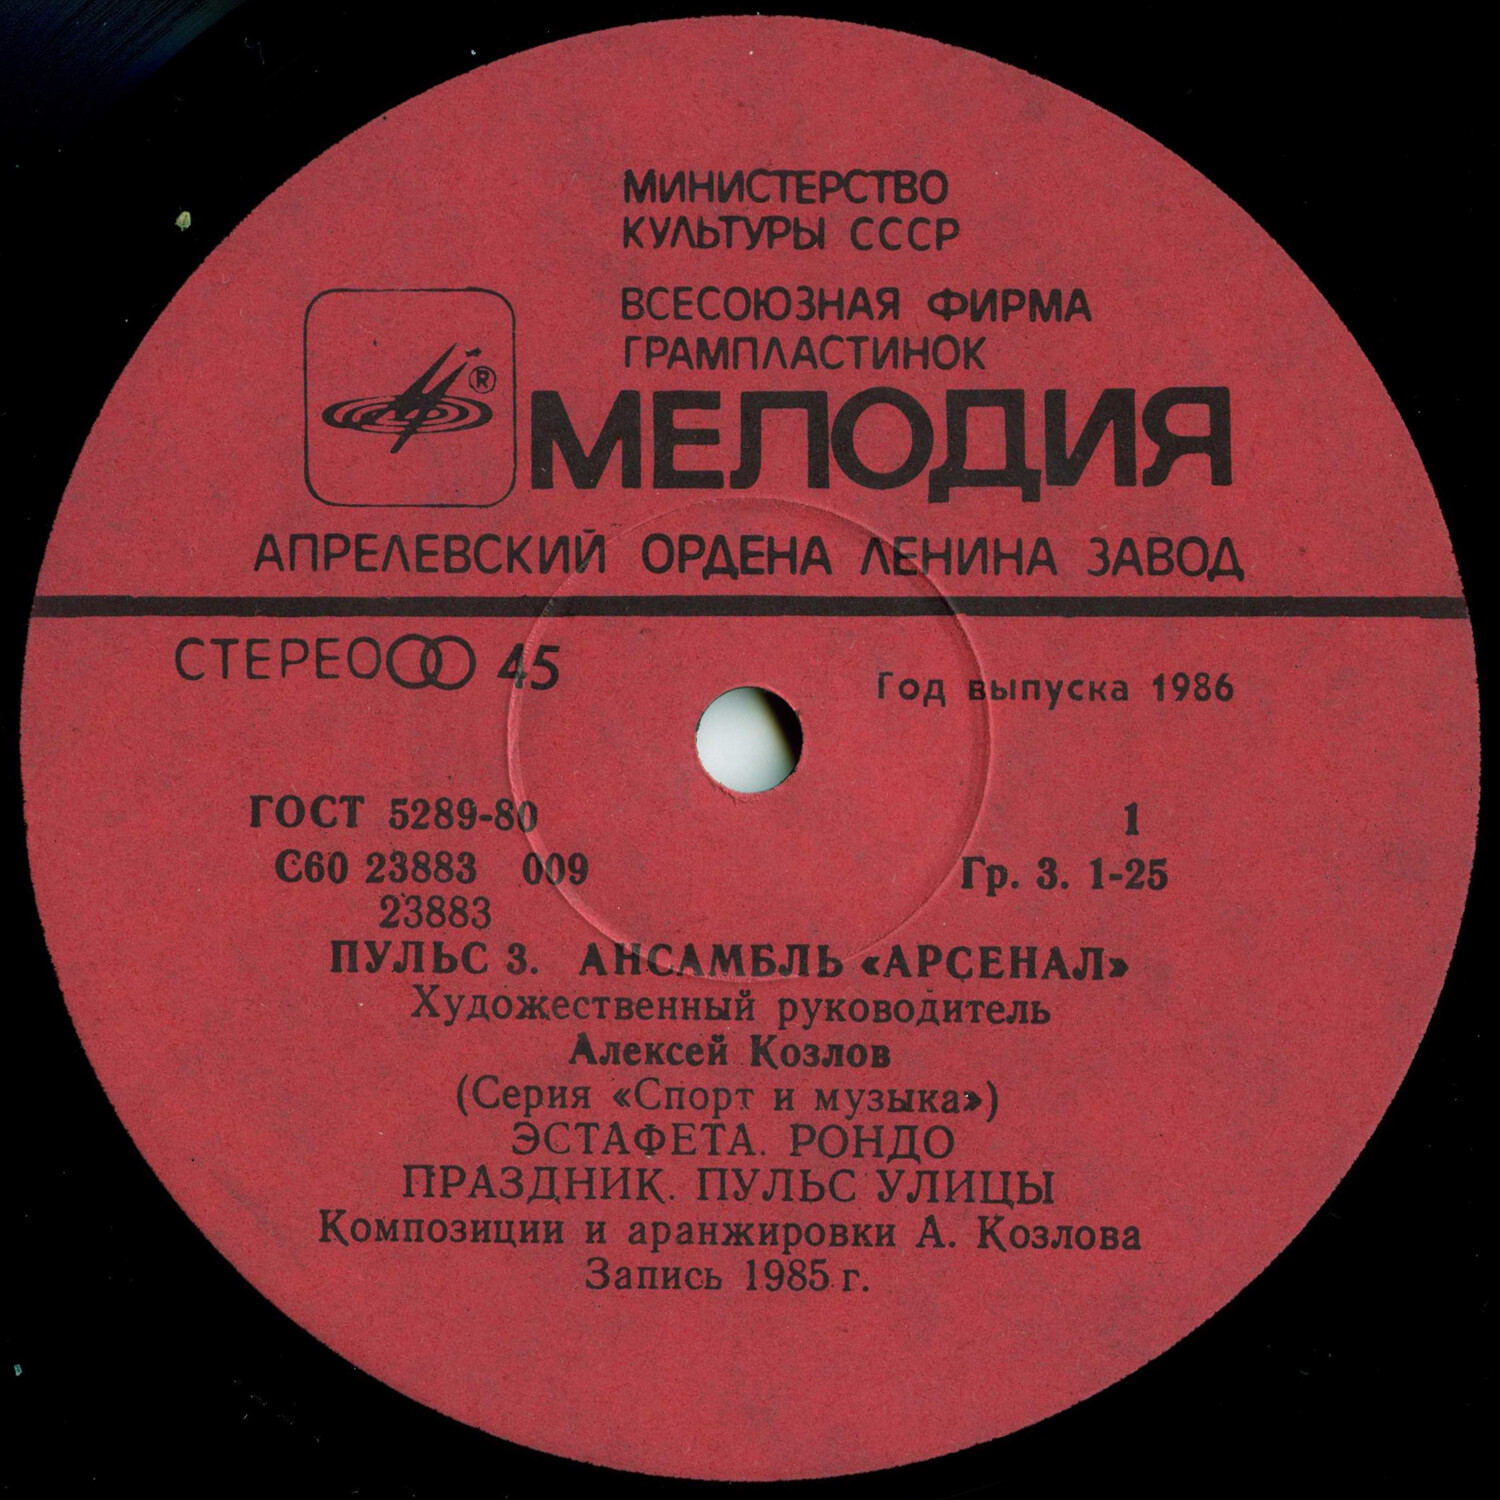 МИНИСТЕРСТВО
КУЛЬТУРЫ СССР
ВСЕСОЮЗНАЯ ФИРМА
ГРАМПЛАСТИНОК
®
МЕЛОДИЯ
АПРЕЛЕВСКИЙ ОРДЕНА ЛЕНИНА ЗАВОД
СТЕРЕО 45
Год выпуска 1986
ГОСТ 5289-80
1
С60 23883 009
Гр. 3. 1-25
23883
ПУЛЬС 3. АНСАМБЛЬ «АРСЕНАЛ»
Художественный руководитель
Алексей Козлов
(Серия «Спорт и музыка»)
ЭСТАФЕТА. РОНДО
ПРАЗДНИК. ПУЛЬС УЛИЦЫ
Композиции и аранжировки А. Козлова
Запись 1985 г.